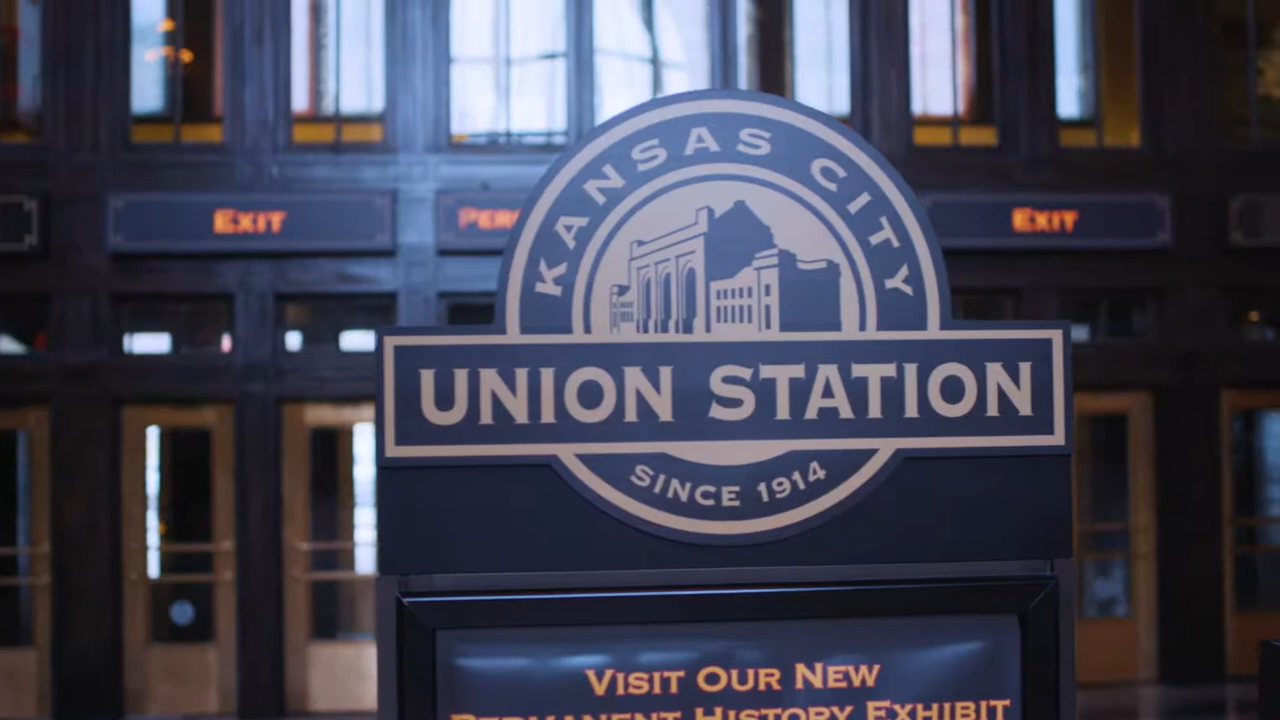 EXIT
EXIT
KANSAS CITY
UNION STATION
SINCE 1914
VISIT OUR NEW
PERMANENT HISTORY EXHIBIT